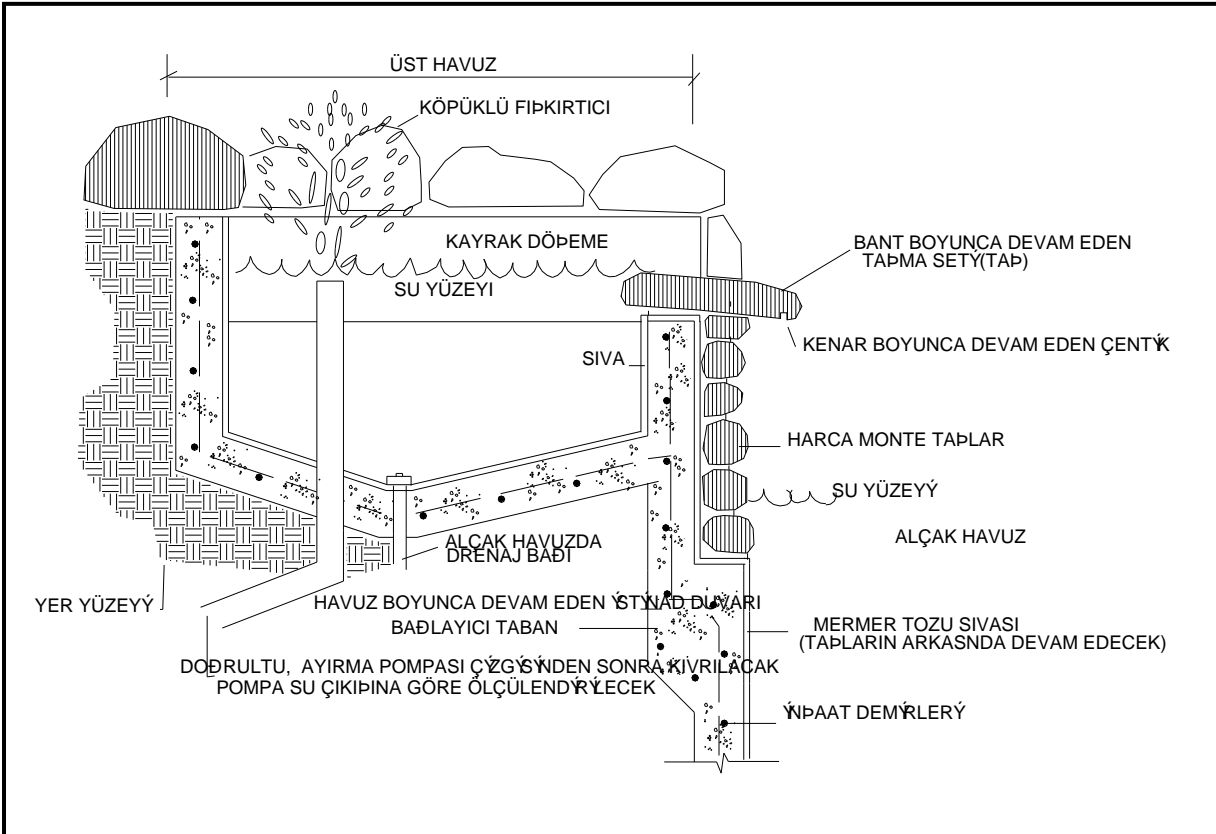 ÜST HAVUZ
KÖPÜKLÜ FIÞKIRTICI
KAYRAK DÖÞEME
SU YÜZEYI
BANT BOYUNCA DEVAM EDEN
TAÞMA SETÝ(TAÞ)
KENAR BOYUNCA DEVAM EDEN ÇENTÝK
SIVA
HARCA MONTE TAÞLAR
SU YÜZEYÝ
ALÇAK HAVUZ
ALÇAK HAVUZDA
DRENAJ BAÐI
YER YÜZEYÝ
HAVUZ BOYUNCA DEVAM EDEN ÝSTÝNAD DUVARI
BAÐLAYICI TABAN
MERMER TOZU SIVASI
(TAÞLARIN ARKASNDA DEVAM EDECEK)
DOÐRULTU, AYIRMA POMPASI ÇÝZGÝSÝNDEN SONRA KIVRILACAK
POMPA SU ÇIKIÞINA GÖRE ÖLÇÜLENDÝRÝLECEK
ÝNÞAAT DEMÝRLERÝ